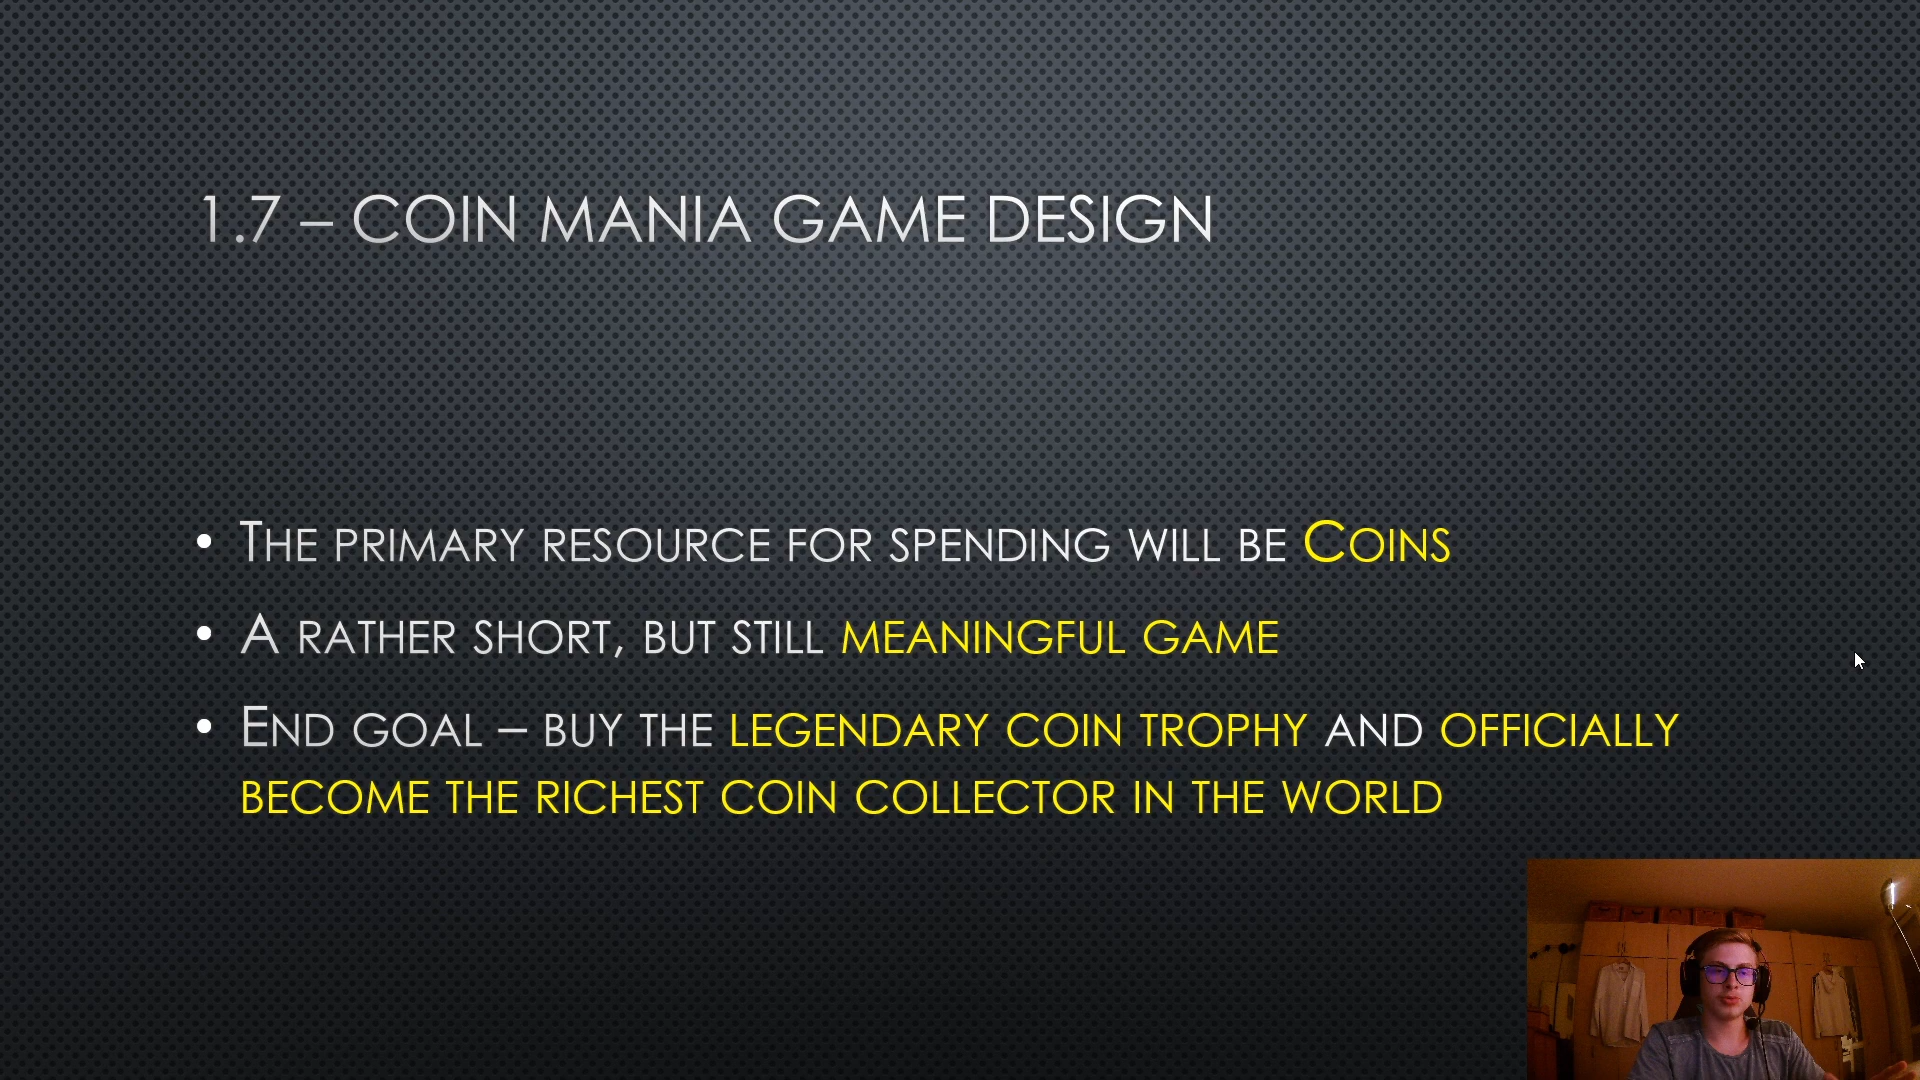 1.7 – COIN MANIA GAME DESIGN
• THE PRIMARY RESOURCE FOR SPENDING WILL BE COINS
• A RATHER SHORT, BUT STILL MEANINGFUL GAME
• END GOAL – BUY THE LEGENDARY COIN TROPHY AND OFFICIALLY
BECOME THE RICHEST COIN COLLECTOR IN THE WORLD